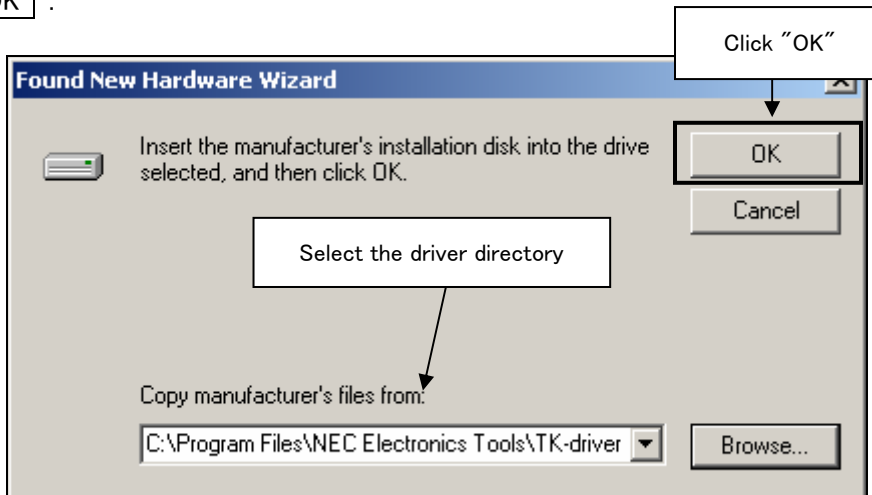 OK .
Click "OK"
Found New Hardware Wizard
Insert the manufacturer's installation disk into the drive
selected, and then click OK.
OK
Cancel
Select the driver directory
Copy manufacturer's files from:
C:\Program Files\NEC Electronics Tools\TK-driver
Browse...